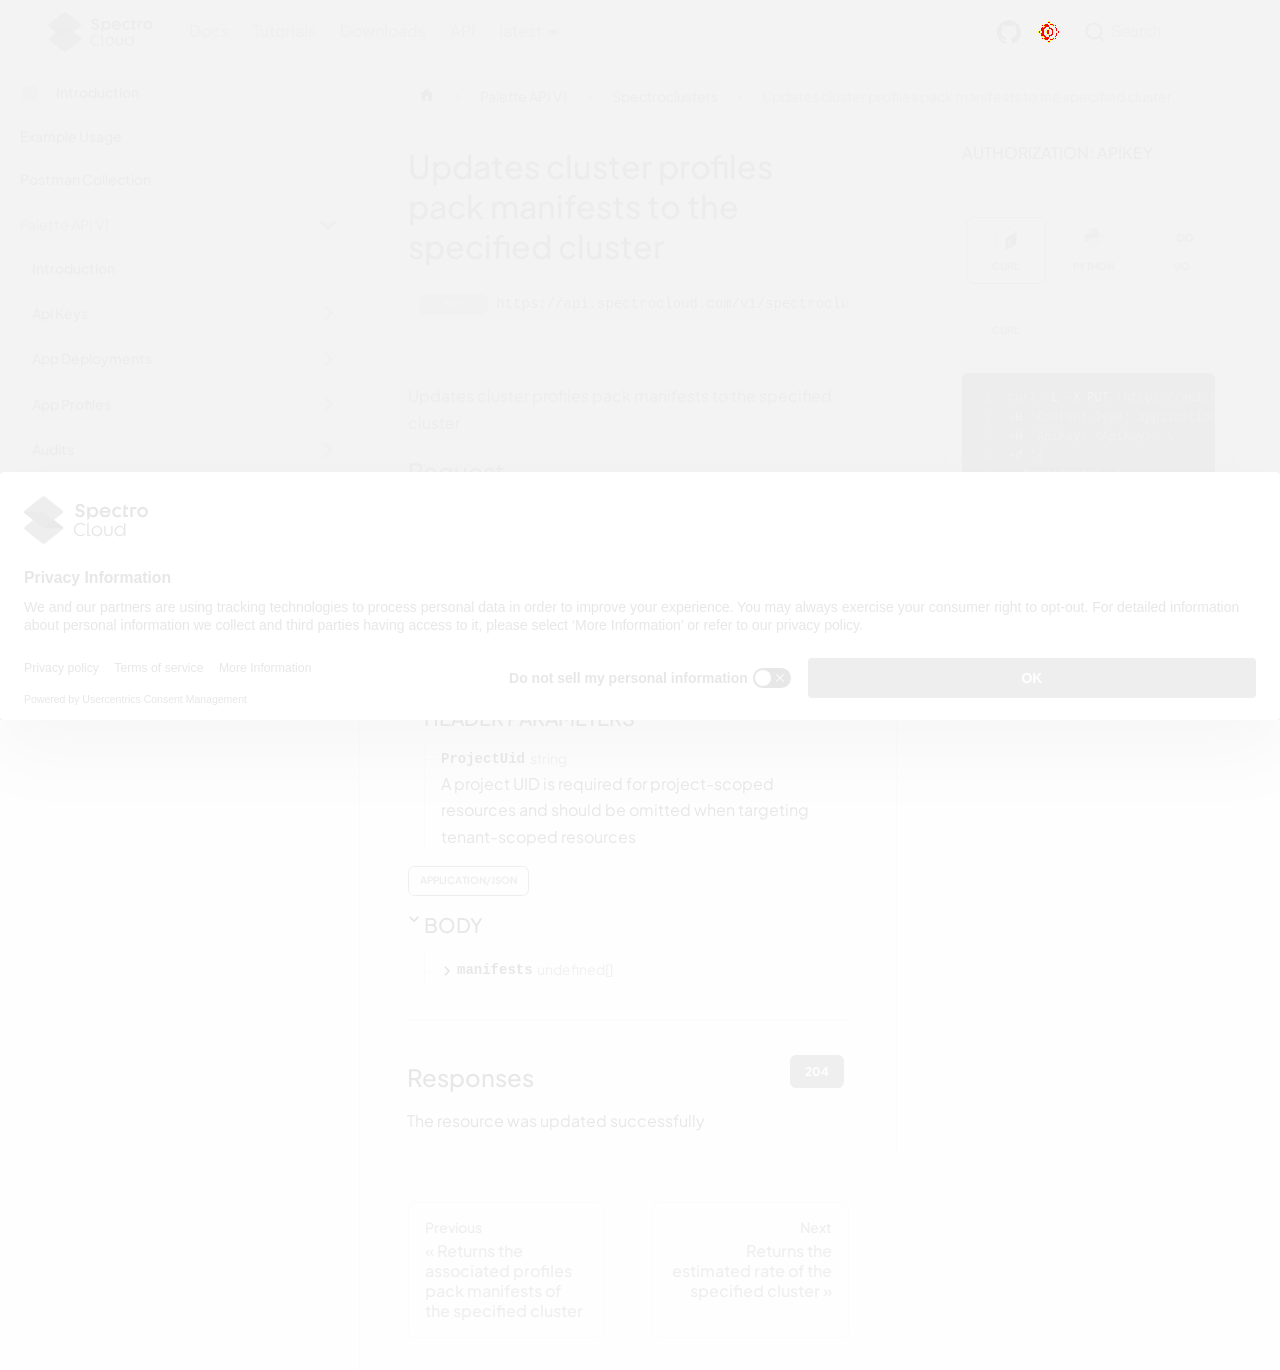 Spectro
Cloud
Docs Tutorials Downloads API latest
Search
Introduction
Example Usage
Postman Collection
Palette API V1
Introduction
Api Keys
App Deployments
App Profiles
Audits
Palette API V1
Spectroclusters
Updates cluster profiles pack manifests to the specified cluster
Updates cluster profiles
pack manifests to the
specified cluster
https://api.spectrocloud.com/v1/spectroclu
Updates cluster profiles pack manifests to the specified
cluster
Request
AUTHORIZATION: APIKEY
CURL PYTHON GO
CURL
Spectro
Cloud
Privacy Information
We and our partners are using tracking technologies to process personal data in order to improve your experience. You may always exercise your consumer right to opt-out. For detailed information
about personal information we collect and third parties having access to it, please select 'More Information' or refer to our privacy policy.
Privacy policy Terms of service More Information
Powered by Usercentrics Consent Management
Do not sell my personal information
OK
HEADER PARAMETERS
ProjectUid string
A project UID is required for project-scoped
resources and should be omitted when targeting
tenant-scoped resources
APPLICATION/JSON
BODY
manifests undefined[]
Responses
204
The resource was updated successfully
Previous
« Returns the
associated profiles
pack manifests of
the specified cluster
Next
Returns the
estimated rate of the
specified cluster »